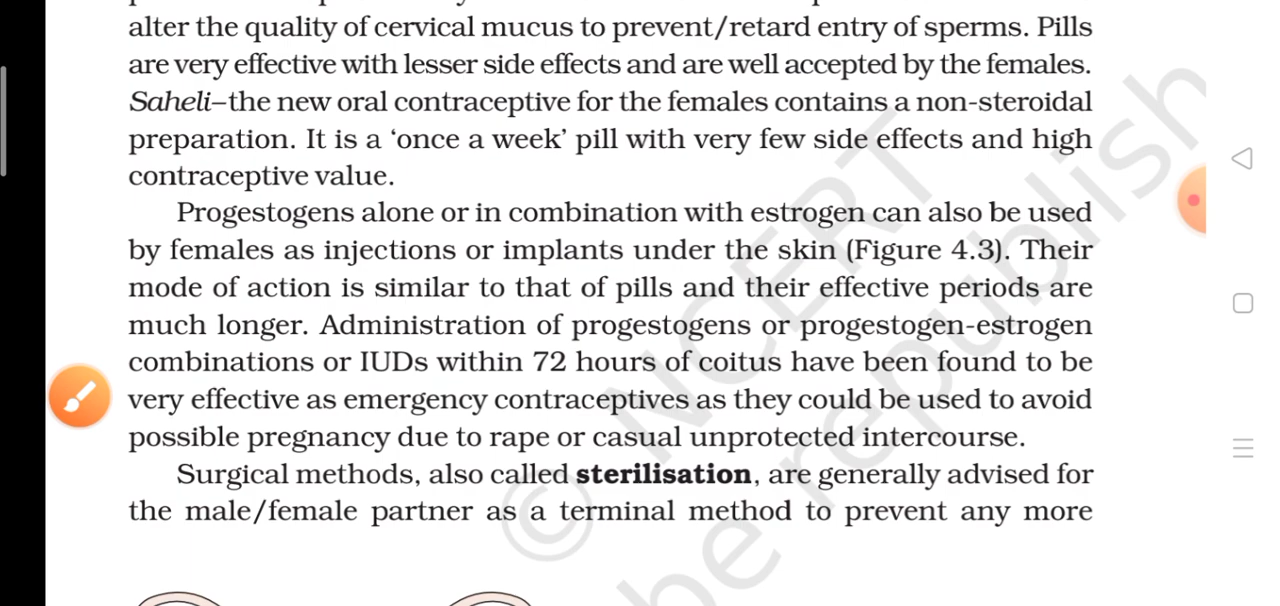 alter the quality of cervical mucus to prevent/retard entry of sperms. Pills
are very effective with lesser side effects and are well accepted by the females.
Saheli–the new oral contraceptive for the females contains a non-steroidal
preparation. It is a ‘once a week’ pill with very few side effects and high
contraceptive value.
Progestogens alone or in combination with estrogen can also be used
by females as injections or implants under the skin (Figure 4.3). Their
mode of action is similar to that of pills and their effective periods are
much longer. Administration of progestogens or progestogen-estrogen
combinations or IUDs within 72 hours of coitus have been found to be
very effective as emergency contraceptives as they could be used to avoid
possible pregnancy due to rape or casual unprotected intercourse.
Surgical methods, also called sterilisation, are generally advised for
the male/female partner as a terminal method to prevent any more
© NCERT
be republish